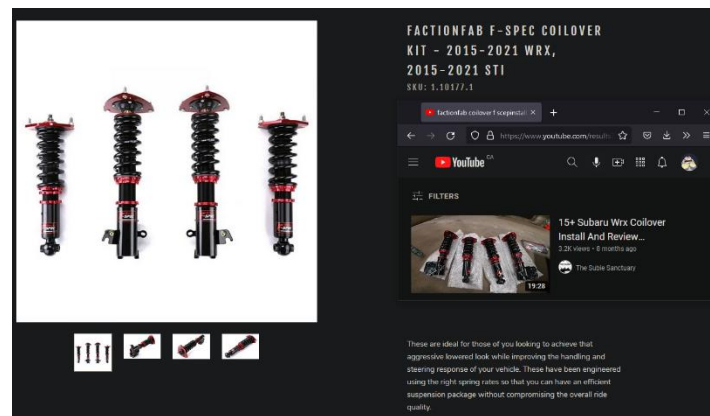 FACTIONFAB F-SPEC COILOVER
KIT - 2015-2021 WRX,
2015-2021 STI
SKU: 1.10177.1
factionfab coilover f scepinstall
https://www.youtube.com/results
YouTube CA
FILTERS
15+ Subaru Wrx Coilover
Install And Review...
3.2K views • 8 months ago
The Subie Sanctuary
19:28
These are ideal for those of you looking to achieve that
aggressive lowered look while improving the handling and
steering response of your vehicle. These have been engineered
using the right spring rates so that you can have an efficient
suspension package without compromising the overall ride
quality.